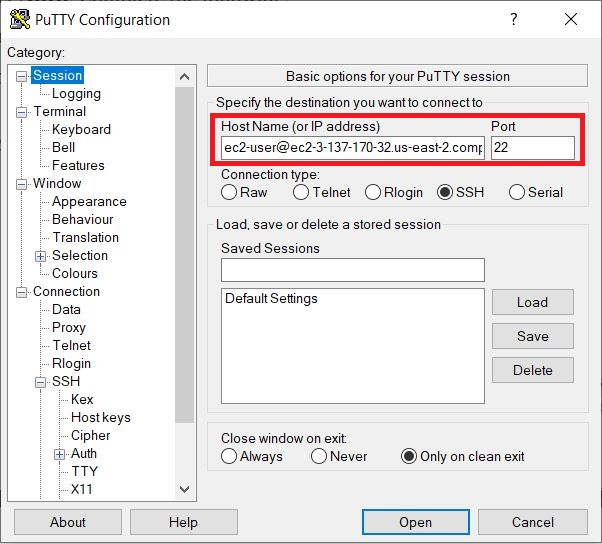 PuTTY Configuration
?
Category:
Session
Logging
Terminal
Keyboard
Bell
Features
Window
Appearance
Behaviour
Translation
Selection
Colours
Connection
Data
Proxy
Telnet
Rlogin
SSH
Kex
Host keys
Cipher
Auth
TTY
X11
Basic options for your PuTTY session
Specify the destination you want to connect to
Host Name (or IP address) Port
ec2-user@ec2-3-137-170-32.us-east-2.comp 22
Connection type:
Raw Telnet Rlogin SSH Serial
Load, save or delete a stored session
Saved Sessions
Default Settings
Load
Save
Delete
Close window on exit:
Always Never Only on clean exit
About Help Open Cancel